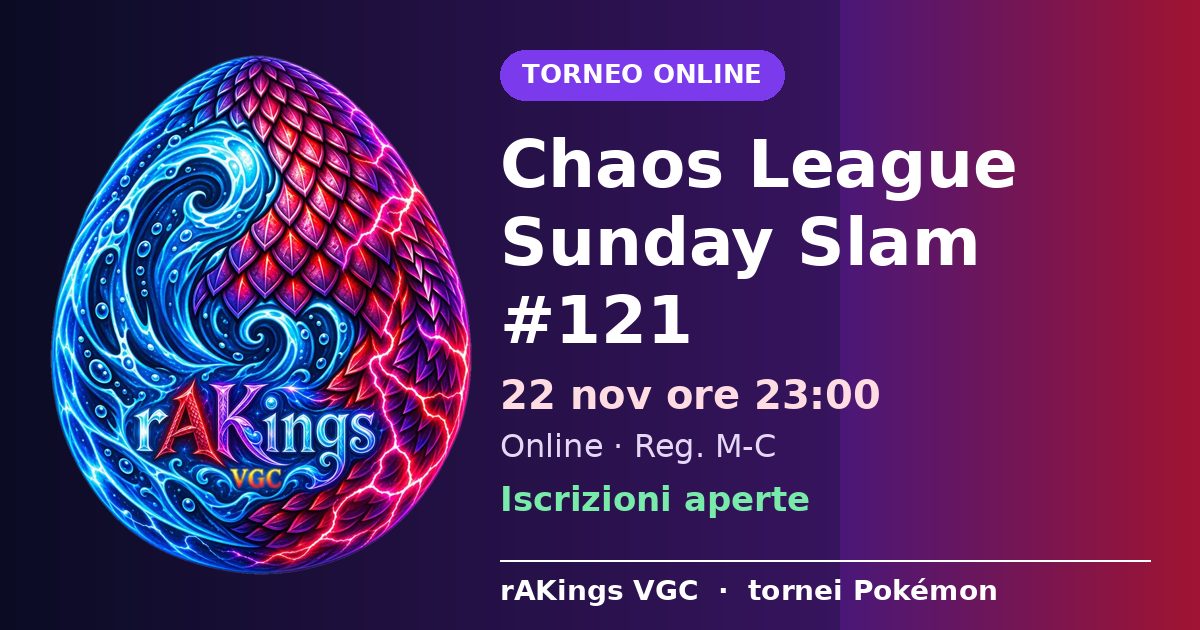 TORNEO ONLINE
Chaos League
Sunday Slam
#121
22 nov ore 23:00
Online · Reg. M-C
Iscrizioni aperte
rAKings
VGC
rAKings VGC · tornei Pokémon